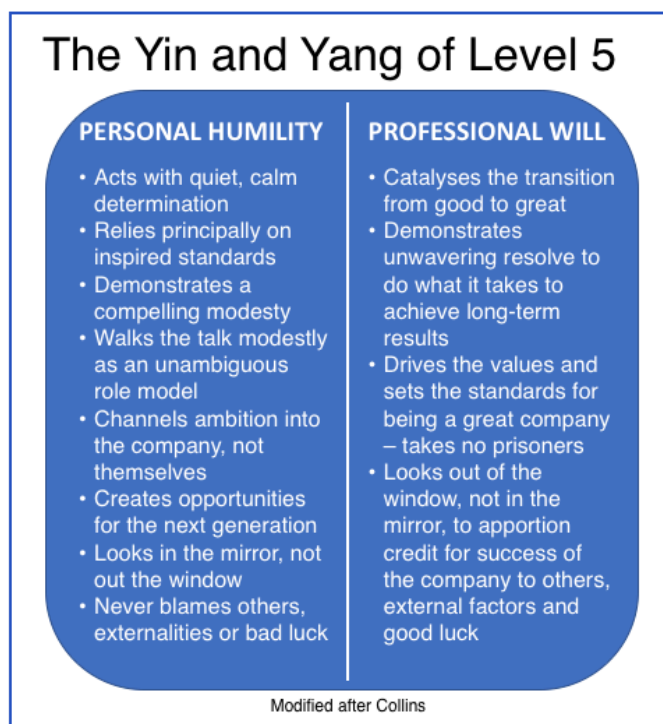 The Yin and Yang of Level 5
PERSONAL HUMILITY
• Acts with quiet, calm
determination
• Relies principally on
inspired standards
• Demonstrates a
compelling modesty
• Walks the talk modestly
as an unambiguous
role model
• Channels ambition into
the company, not
themselves
• Creates opportunities
for the next generation
• Looks in the mirror, not
out the window
• Never blames others,
externalities or bad luck
PROFESSIONAL WILL
• Catalyses the transition
from good to great
• Demonstrates
unwavering resolve to
do what it takes to
achieve long-term
results
• Drives the values and
sets the standards for
being a great company
– takes no prisoners
• Looks out of the
window, not in the
mirror, to apportion
credit for success of
the company to others,
external factors and
good luck
Modified after Collins